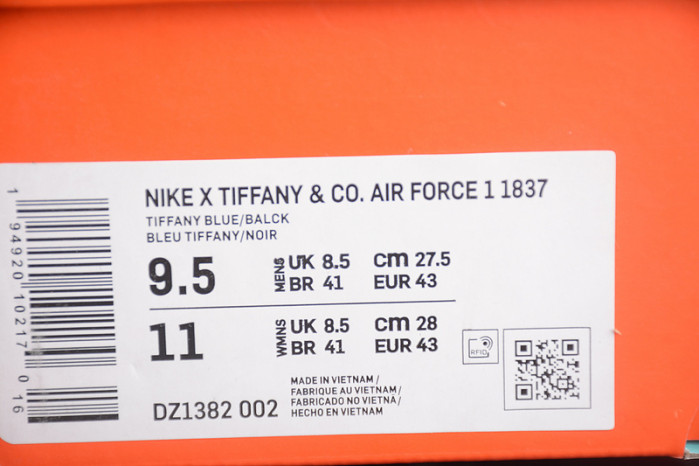 NIKE X TIFFANY & CO. AIR FORCE 1 1837
TIFFANY BLUE/BALCK
BLEU TIFFANY/NOIR
9.5 MENS UK 8.5 cm 27.5
BR 41 EUR 43
11 WMNS UK 8.5 cm 28
BR 41 EUR 43
RFID
MADE IN VIETNAM /
FABRIQUE AU VIETNAM /
FABRICADO NO VIETNÃ /
HECHO EN VIETNAM
DZ1382 002
1 94920 10217 0 16